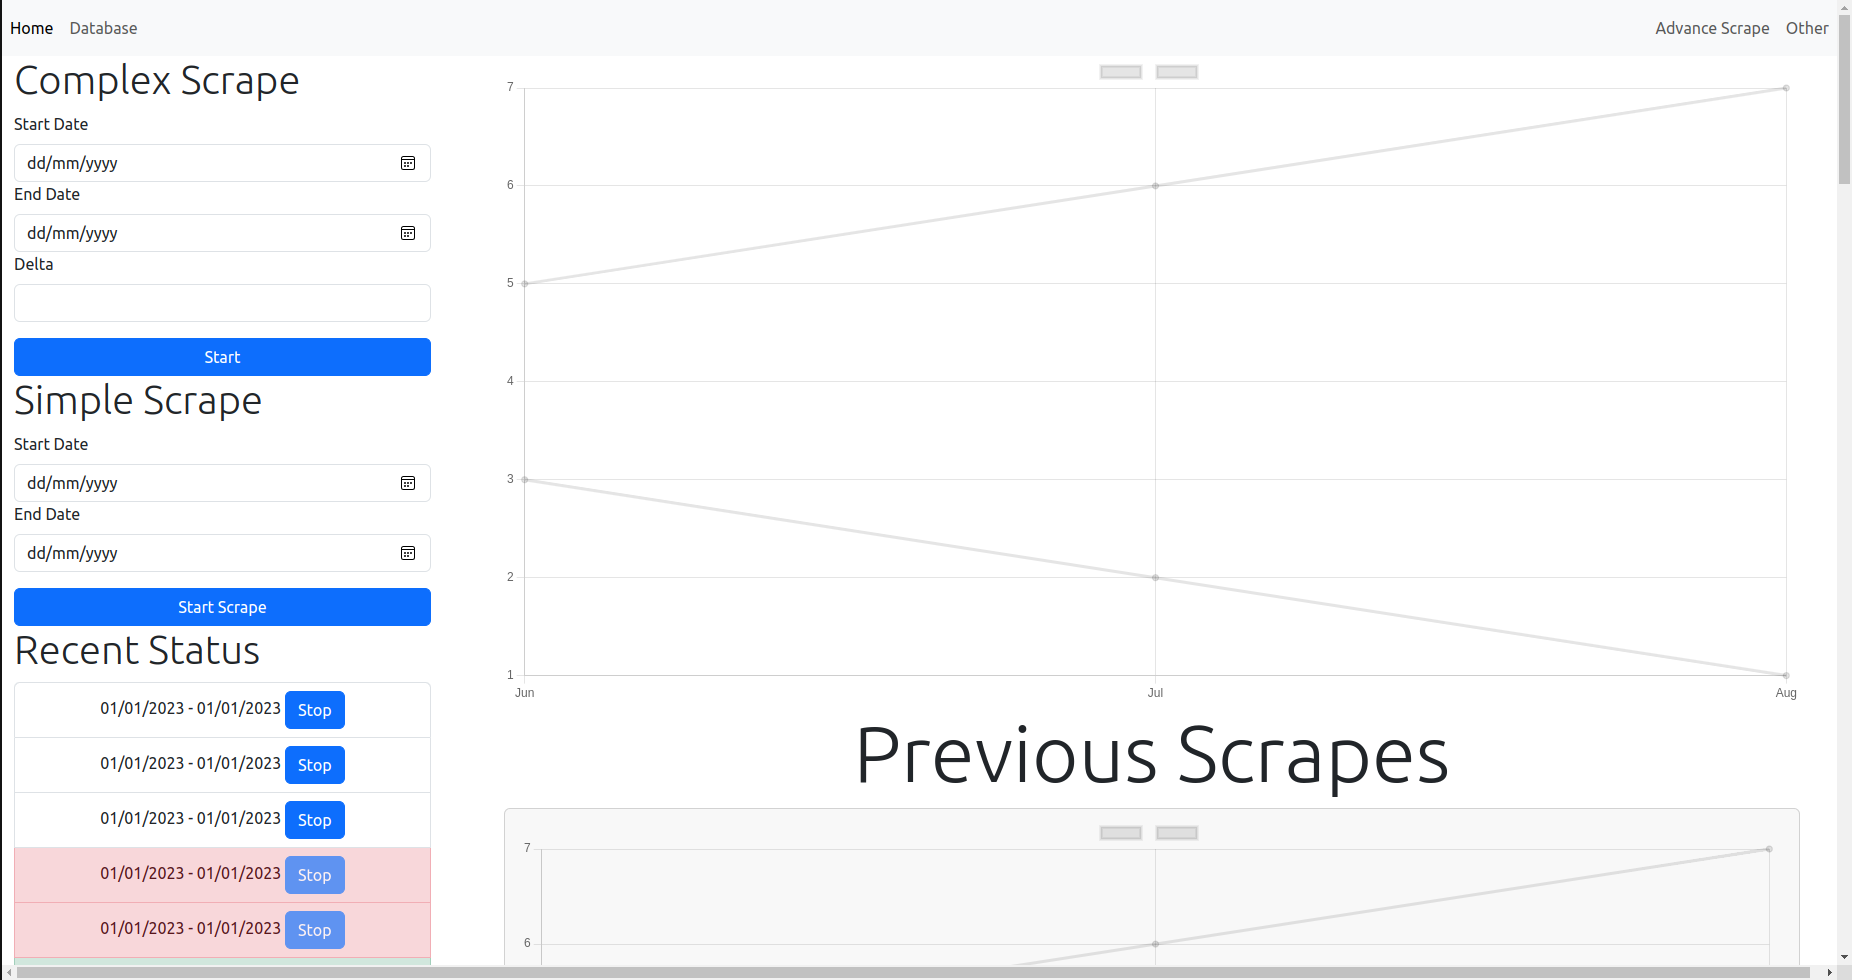 Home Database Advance Scrape Other
Complex Scrape
Start Date
dd/mm/yyyy
End Date
dd/mm/yyyy
Delta
Start
Simple Scrape
Start Date
dd/mm/yyyy
End Date
dd/mm/yyyy
Start Scrape
Recent Status
01/01/2023 - 01/01/2023 Stop
01/01/2023 - 01/01/2023 Stop
01/01/2023 - 01/01/2023 Stop
01/01/2023 - 01/01/2023 Stop
01/01/2023 - 01/01/2023 Stop
7
6
5
4
3
2
1
Jun Jul Aug
Previous Scrapes
7
6